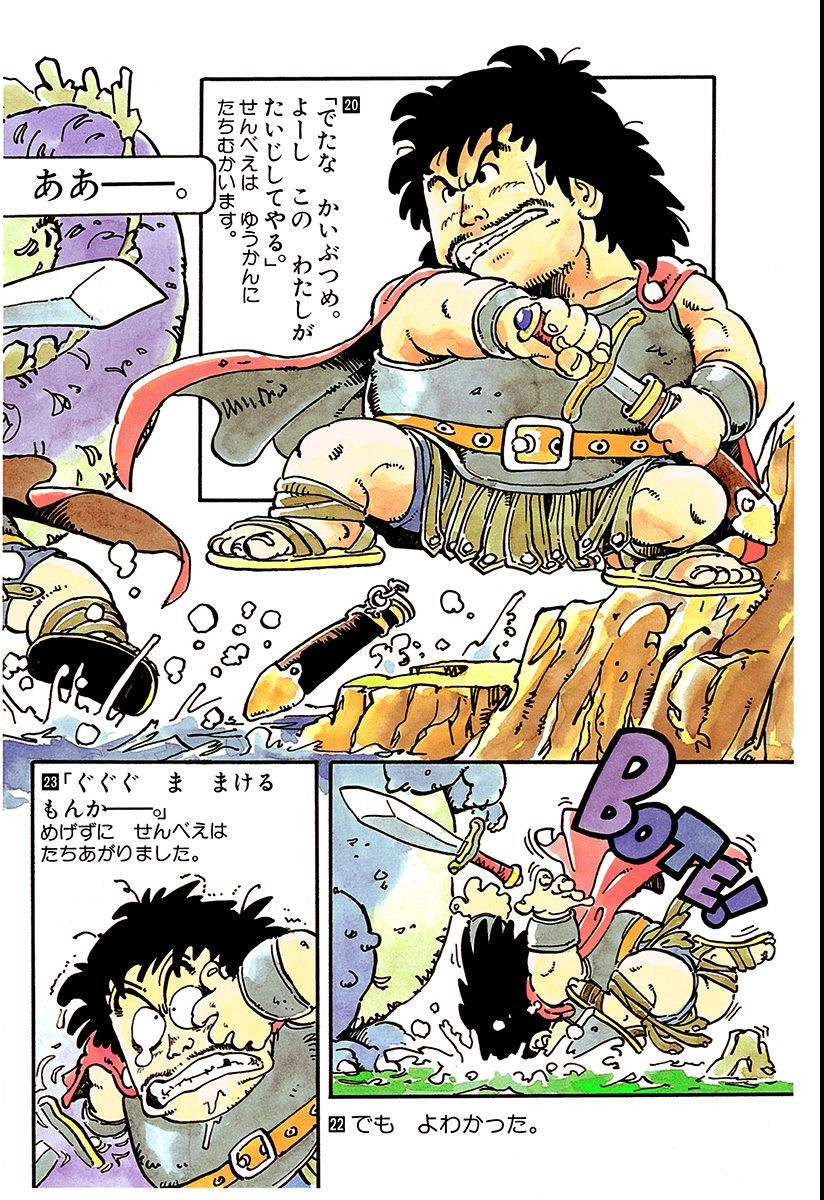 20
「でたな　かいぶつめ。
よーし　この　わたしが
たいじしてやる。」
せんべえは　ゆうかんに
たちむかいます。
ああ——。
BOTE!
22 でも　よわかった。
23「ぐぐぐ　ま　まける
もんか——。」
めげずに　せんべえは
たちあがりました。